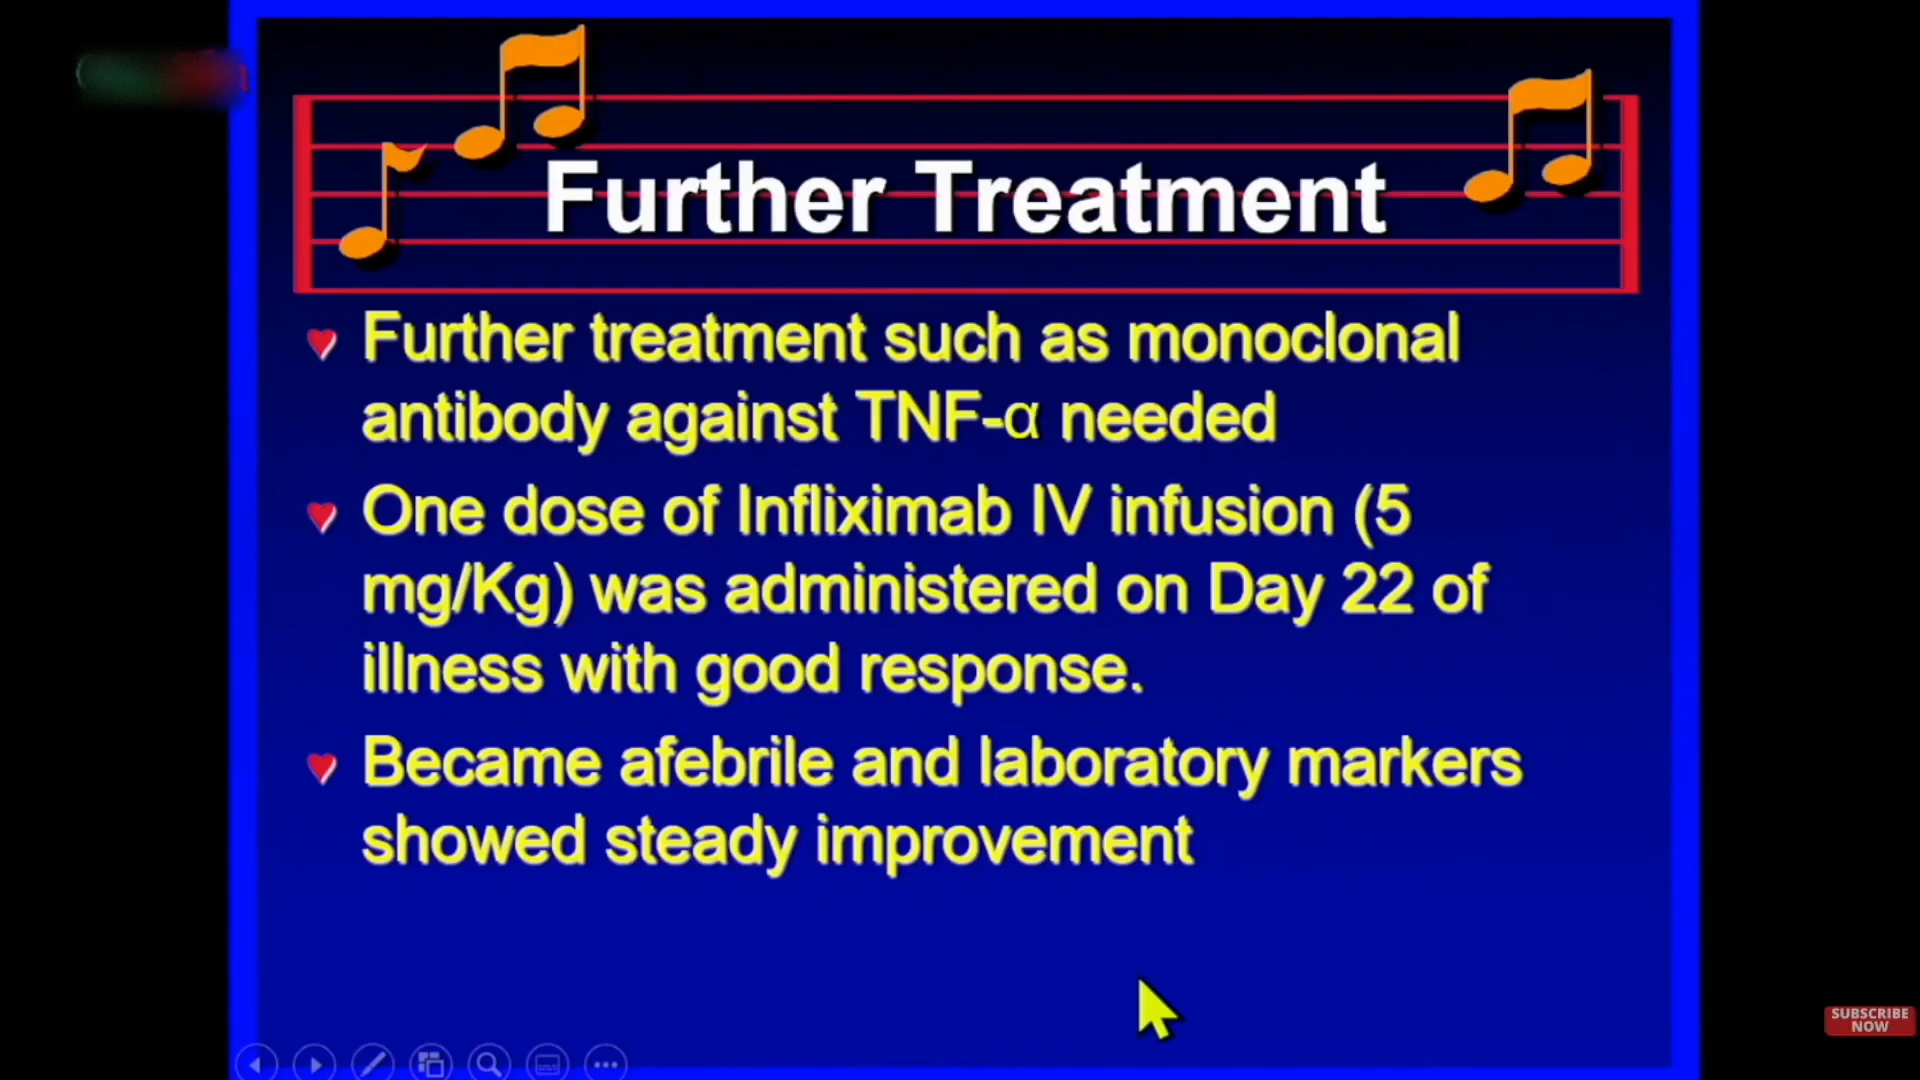 Further Treatment
Further treatment such as monoclonal
antibody against TNF-α needed
One dose of Infliximab IV infusion (5
mg/Kg) was administered on Day 22 of
illness with good response.
Became afebrile and laboratory markers
showed steady improvement
SUBSCRIBE
NOW